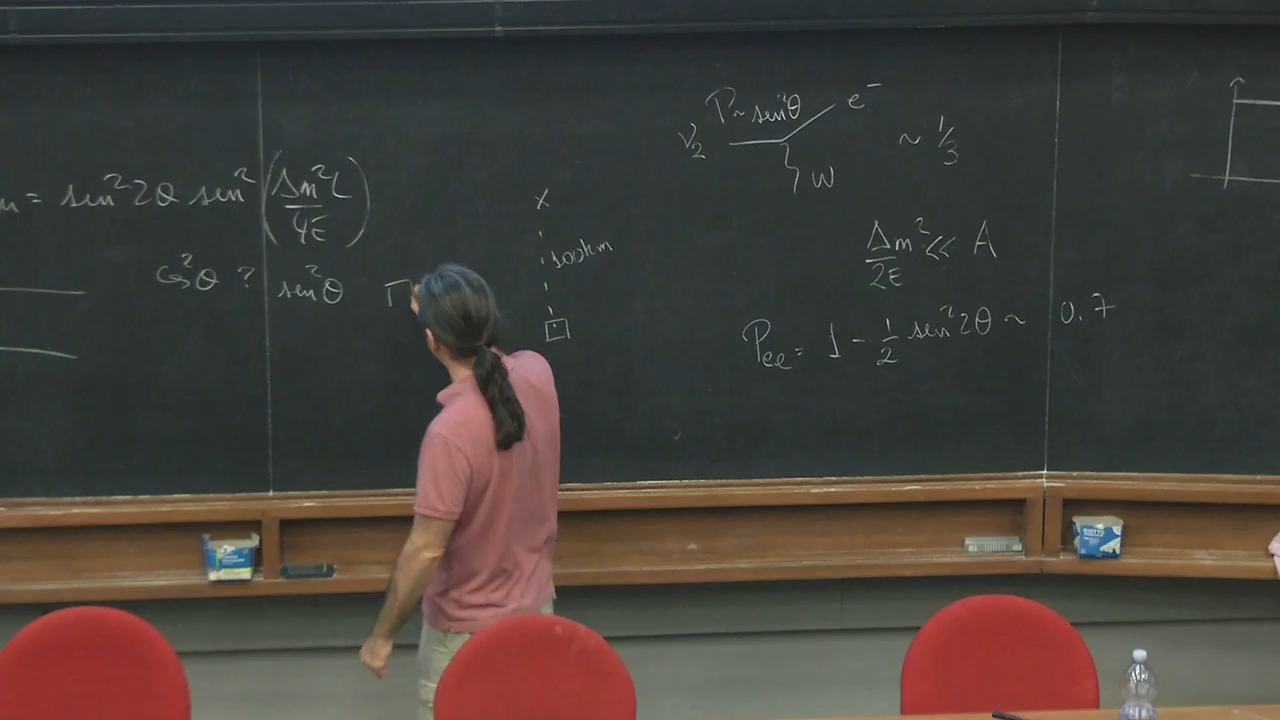 m = sen²2θ sen²(Δm²L/4E)
cos²θ ? sen²θ
x
100km
P~sen²θ
ν₂
e⁻
W
~ 1/3
Δm²/2E << A
Pee = 1 - 1/2 sen²2θ ~ 0.7